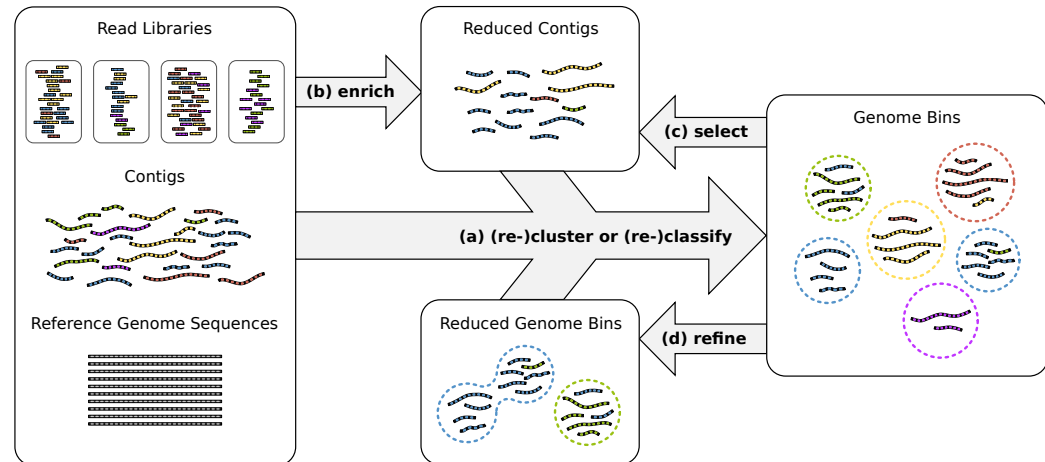 Read Libraries
Contigs
Reference Genome Sequences
(b) enrich
Reduced Contigs
(c) select
Genome Bins
(a) (re-)cluster or (re-)classify
Reduced Genome Bins
(d) refine